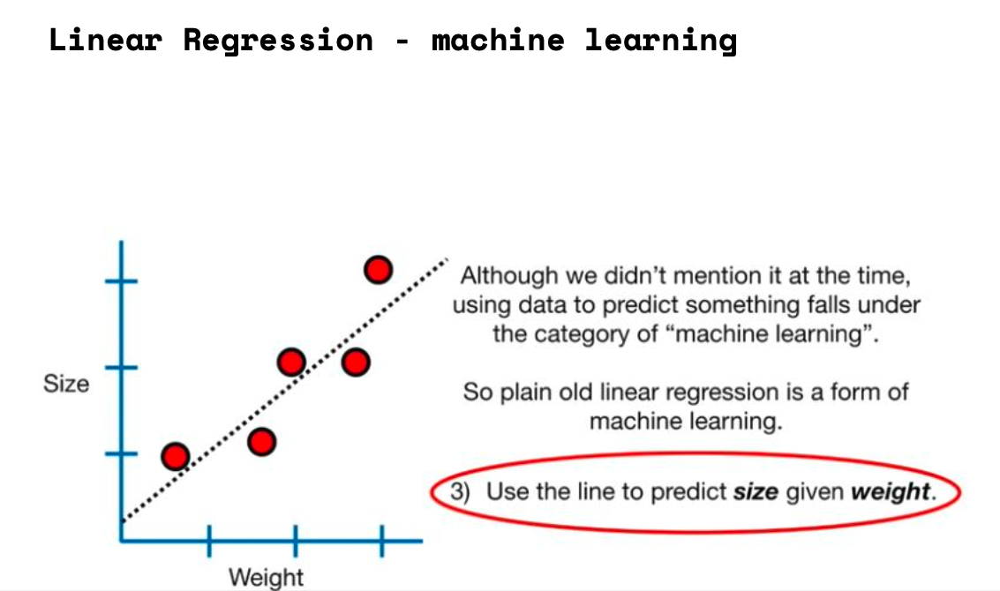 Linear Regression - machine learning
Although we didn't mention it at the time,
using data to predict something falls under
the category of “machine learning”.
So plain old linear regression is a form of
machine learning.
3) Use the line to predict size given weight.
Size
Weight